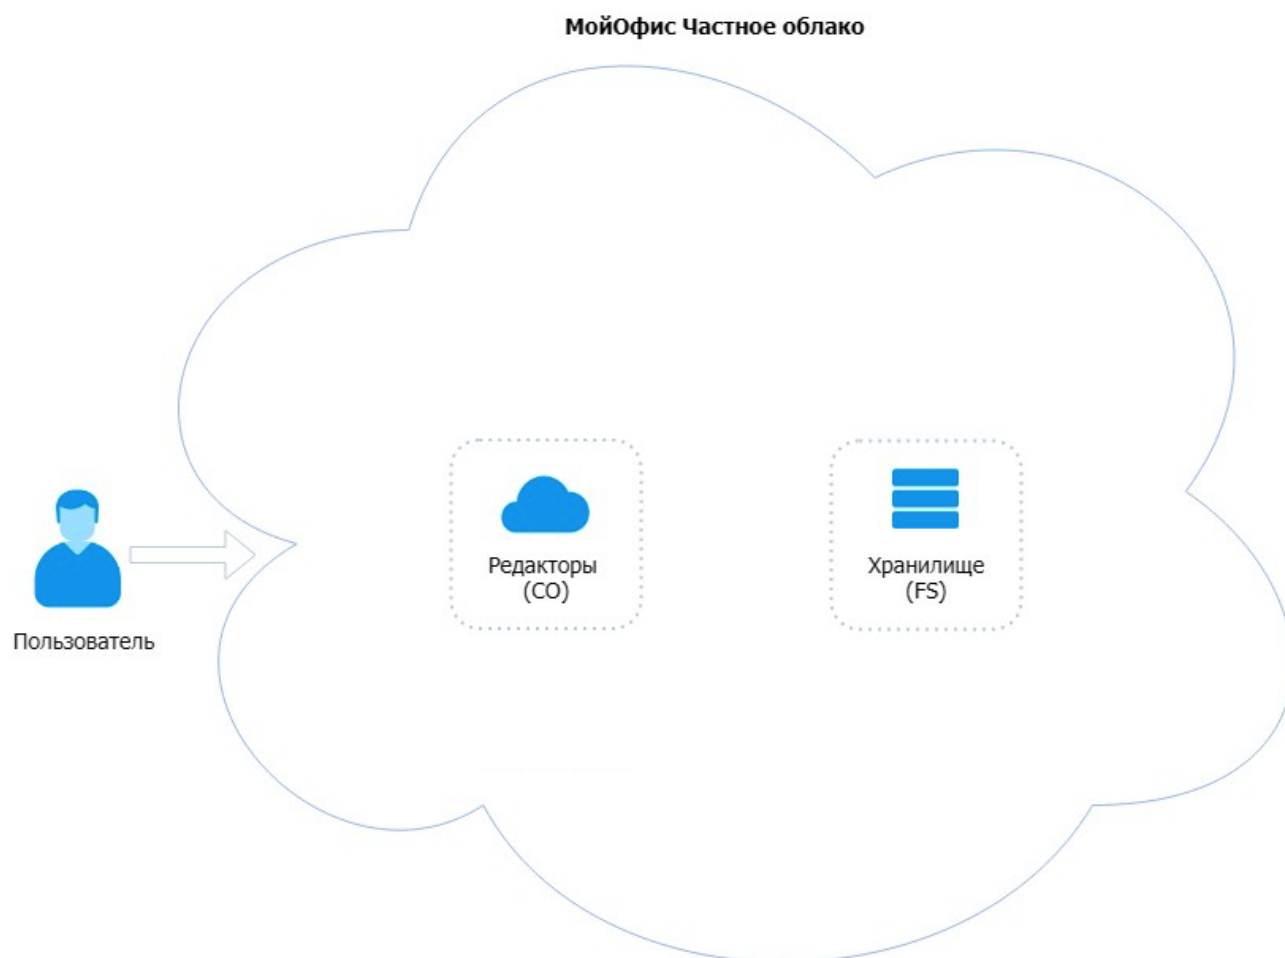 МойОфис Частное облако
Редакторы
(CO)
Хранилище
(FS)
Пользователь